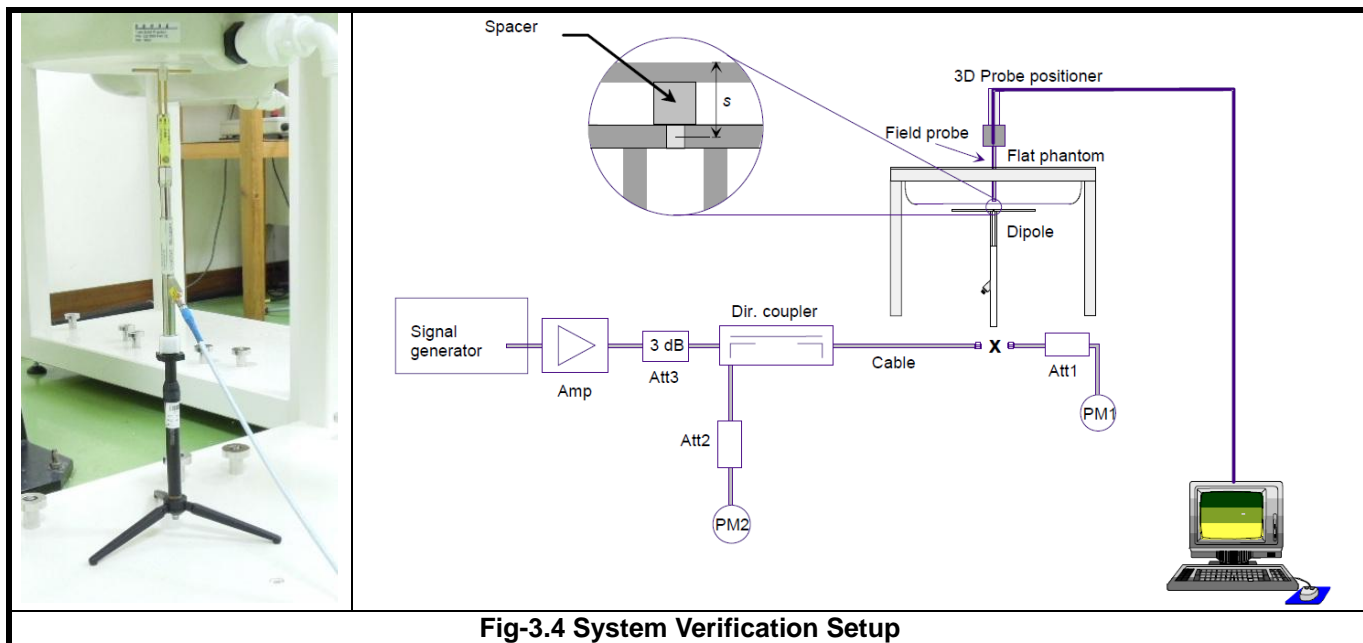 Spacer
s
3D Probe positioner
Field probe
Flat phantom
Dipole
Signal
generator
Amp
3 dB
Att3
Dir. coupler
Cable
X
Att1
PM1
Att2
PM2
Fig-3.4 System Verification Setup